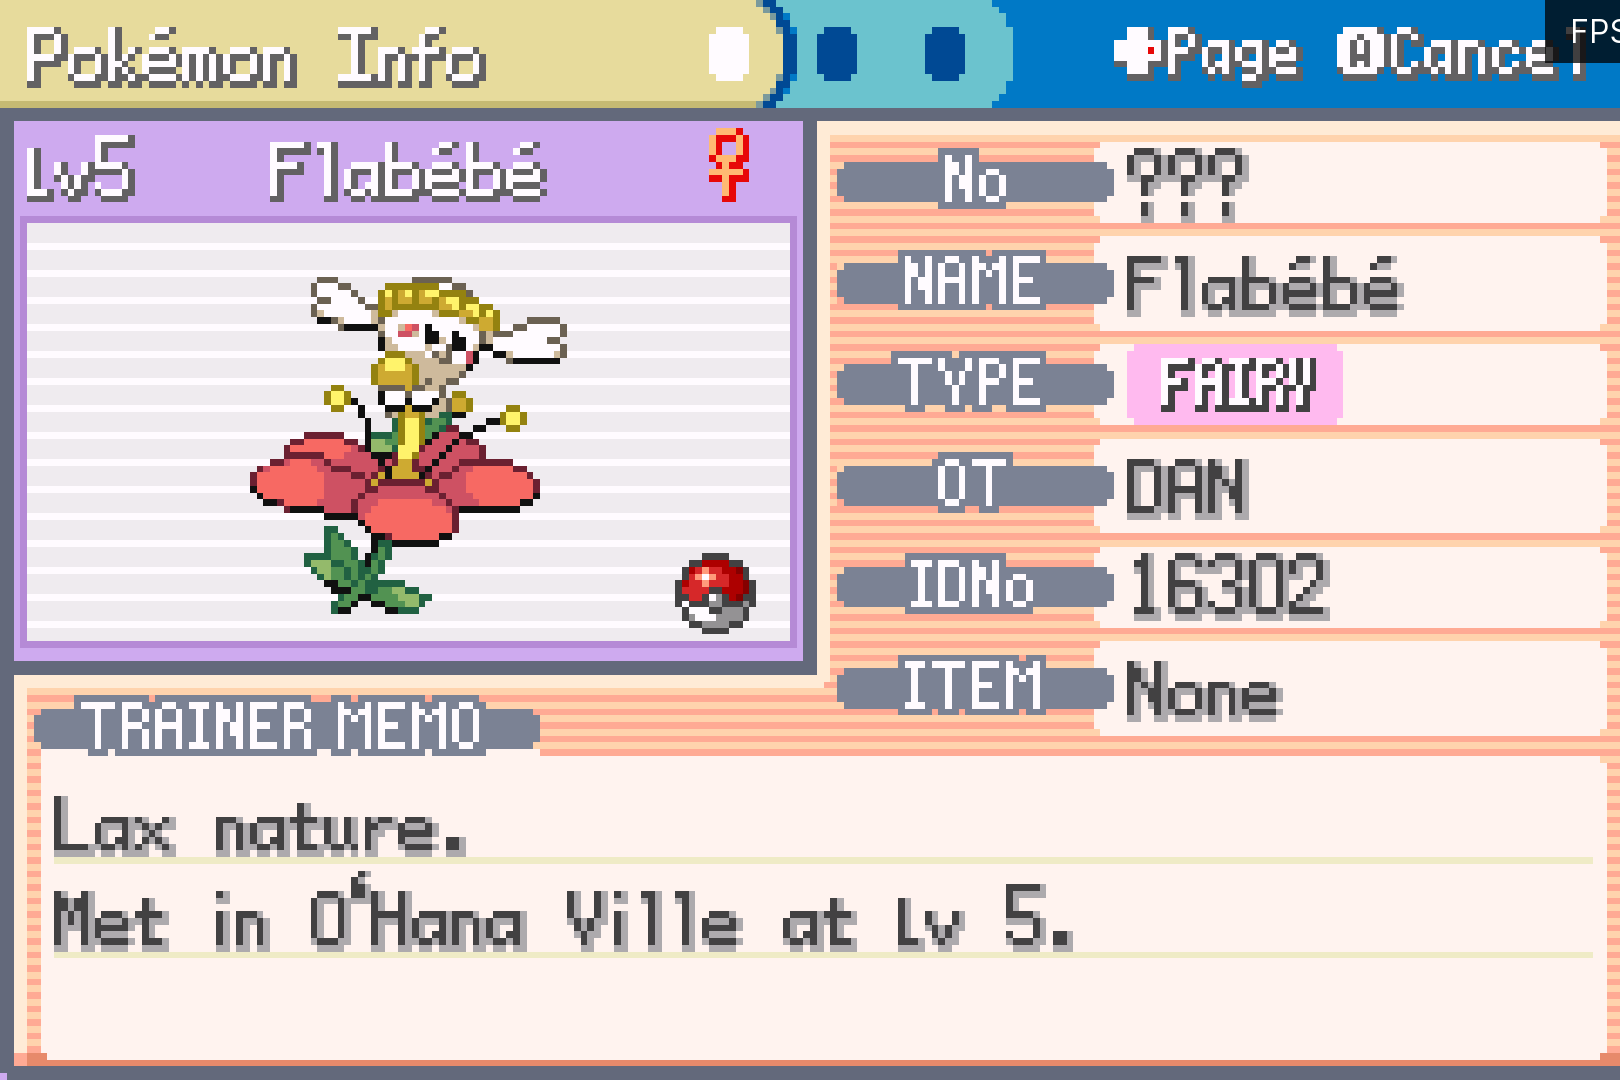 Pokémon Info
Page
A Cancel
FPS
Lv5 Flabébé ♀
No ???
NAME Flabébé
TYPE FAIRY
OT DAN
IDNo 16302
ITEM None
TRAINER MEMO
Lax nature.
Met in O‘Hana Ville at Lv 5.